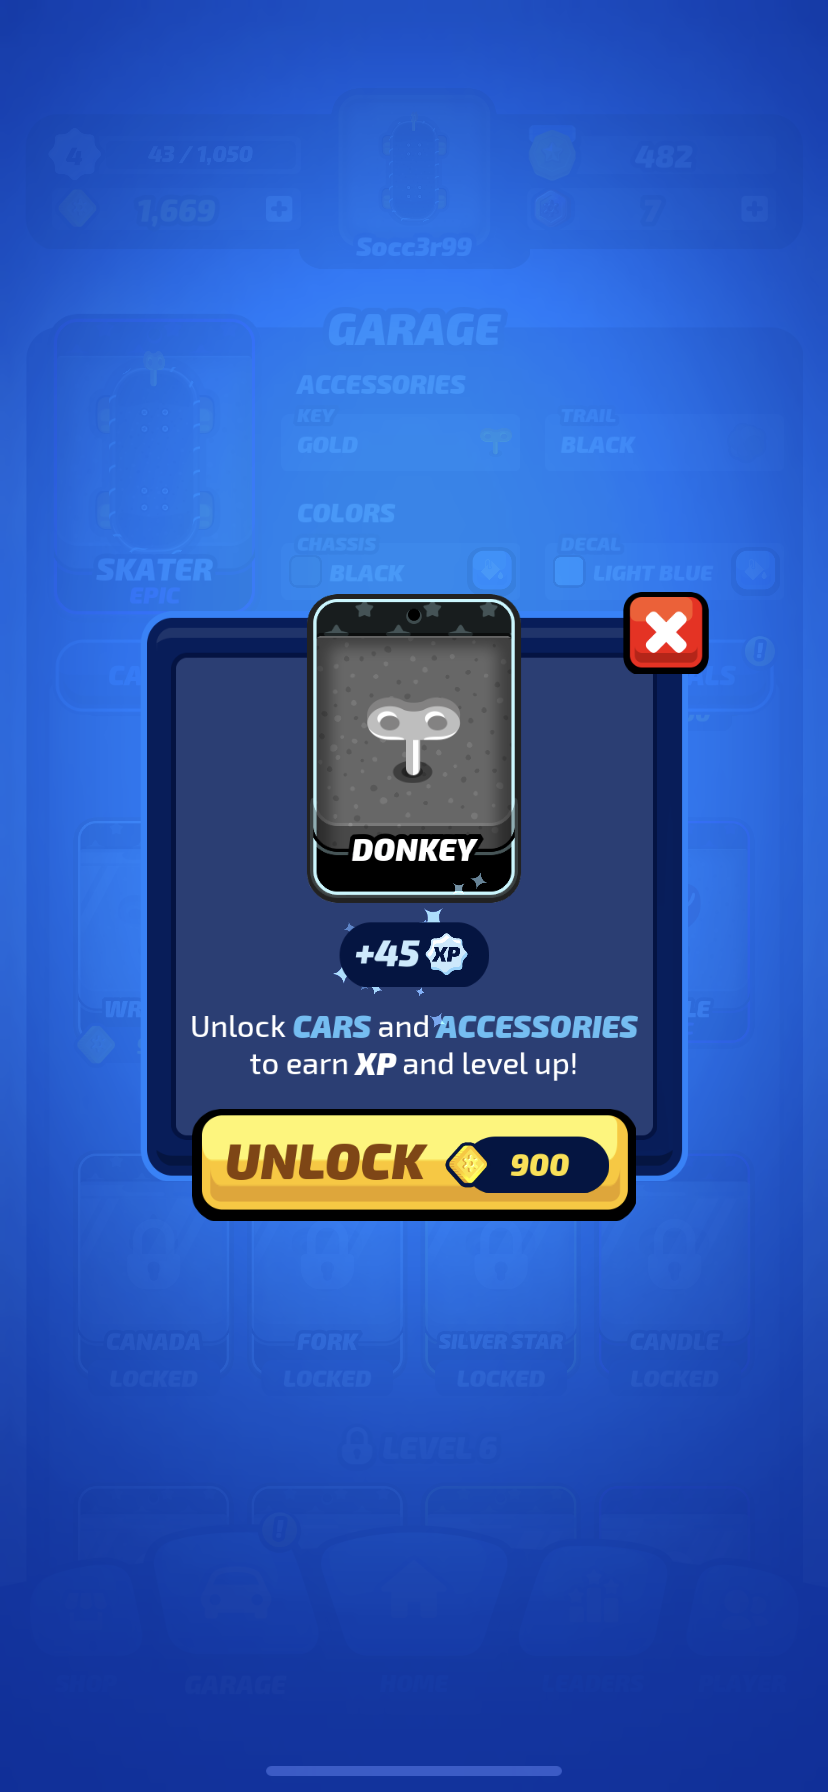 4
43 / 1,050
482
1,669
7
Socc3r99
GARAGE
ACCESSORIES
KEY
TRAIL
GOLD
BLACK
COLORS
CHASSIS
DECAL
BLACK
LIGHT BLUE
SKATER
EPIC
DONKEY
+45 XP
Unlock CARS and ACCESSORIES
to earn XP and level up!
UNLOCK 900
CANADA
FORK
SILVER STAR
CANDLE
LOCKED
LOCKED
LOCKED
LOCKED
LEVEL 6
GARAGE